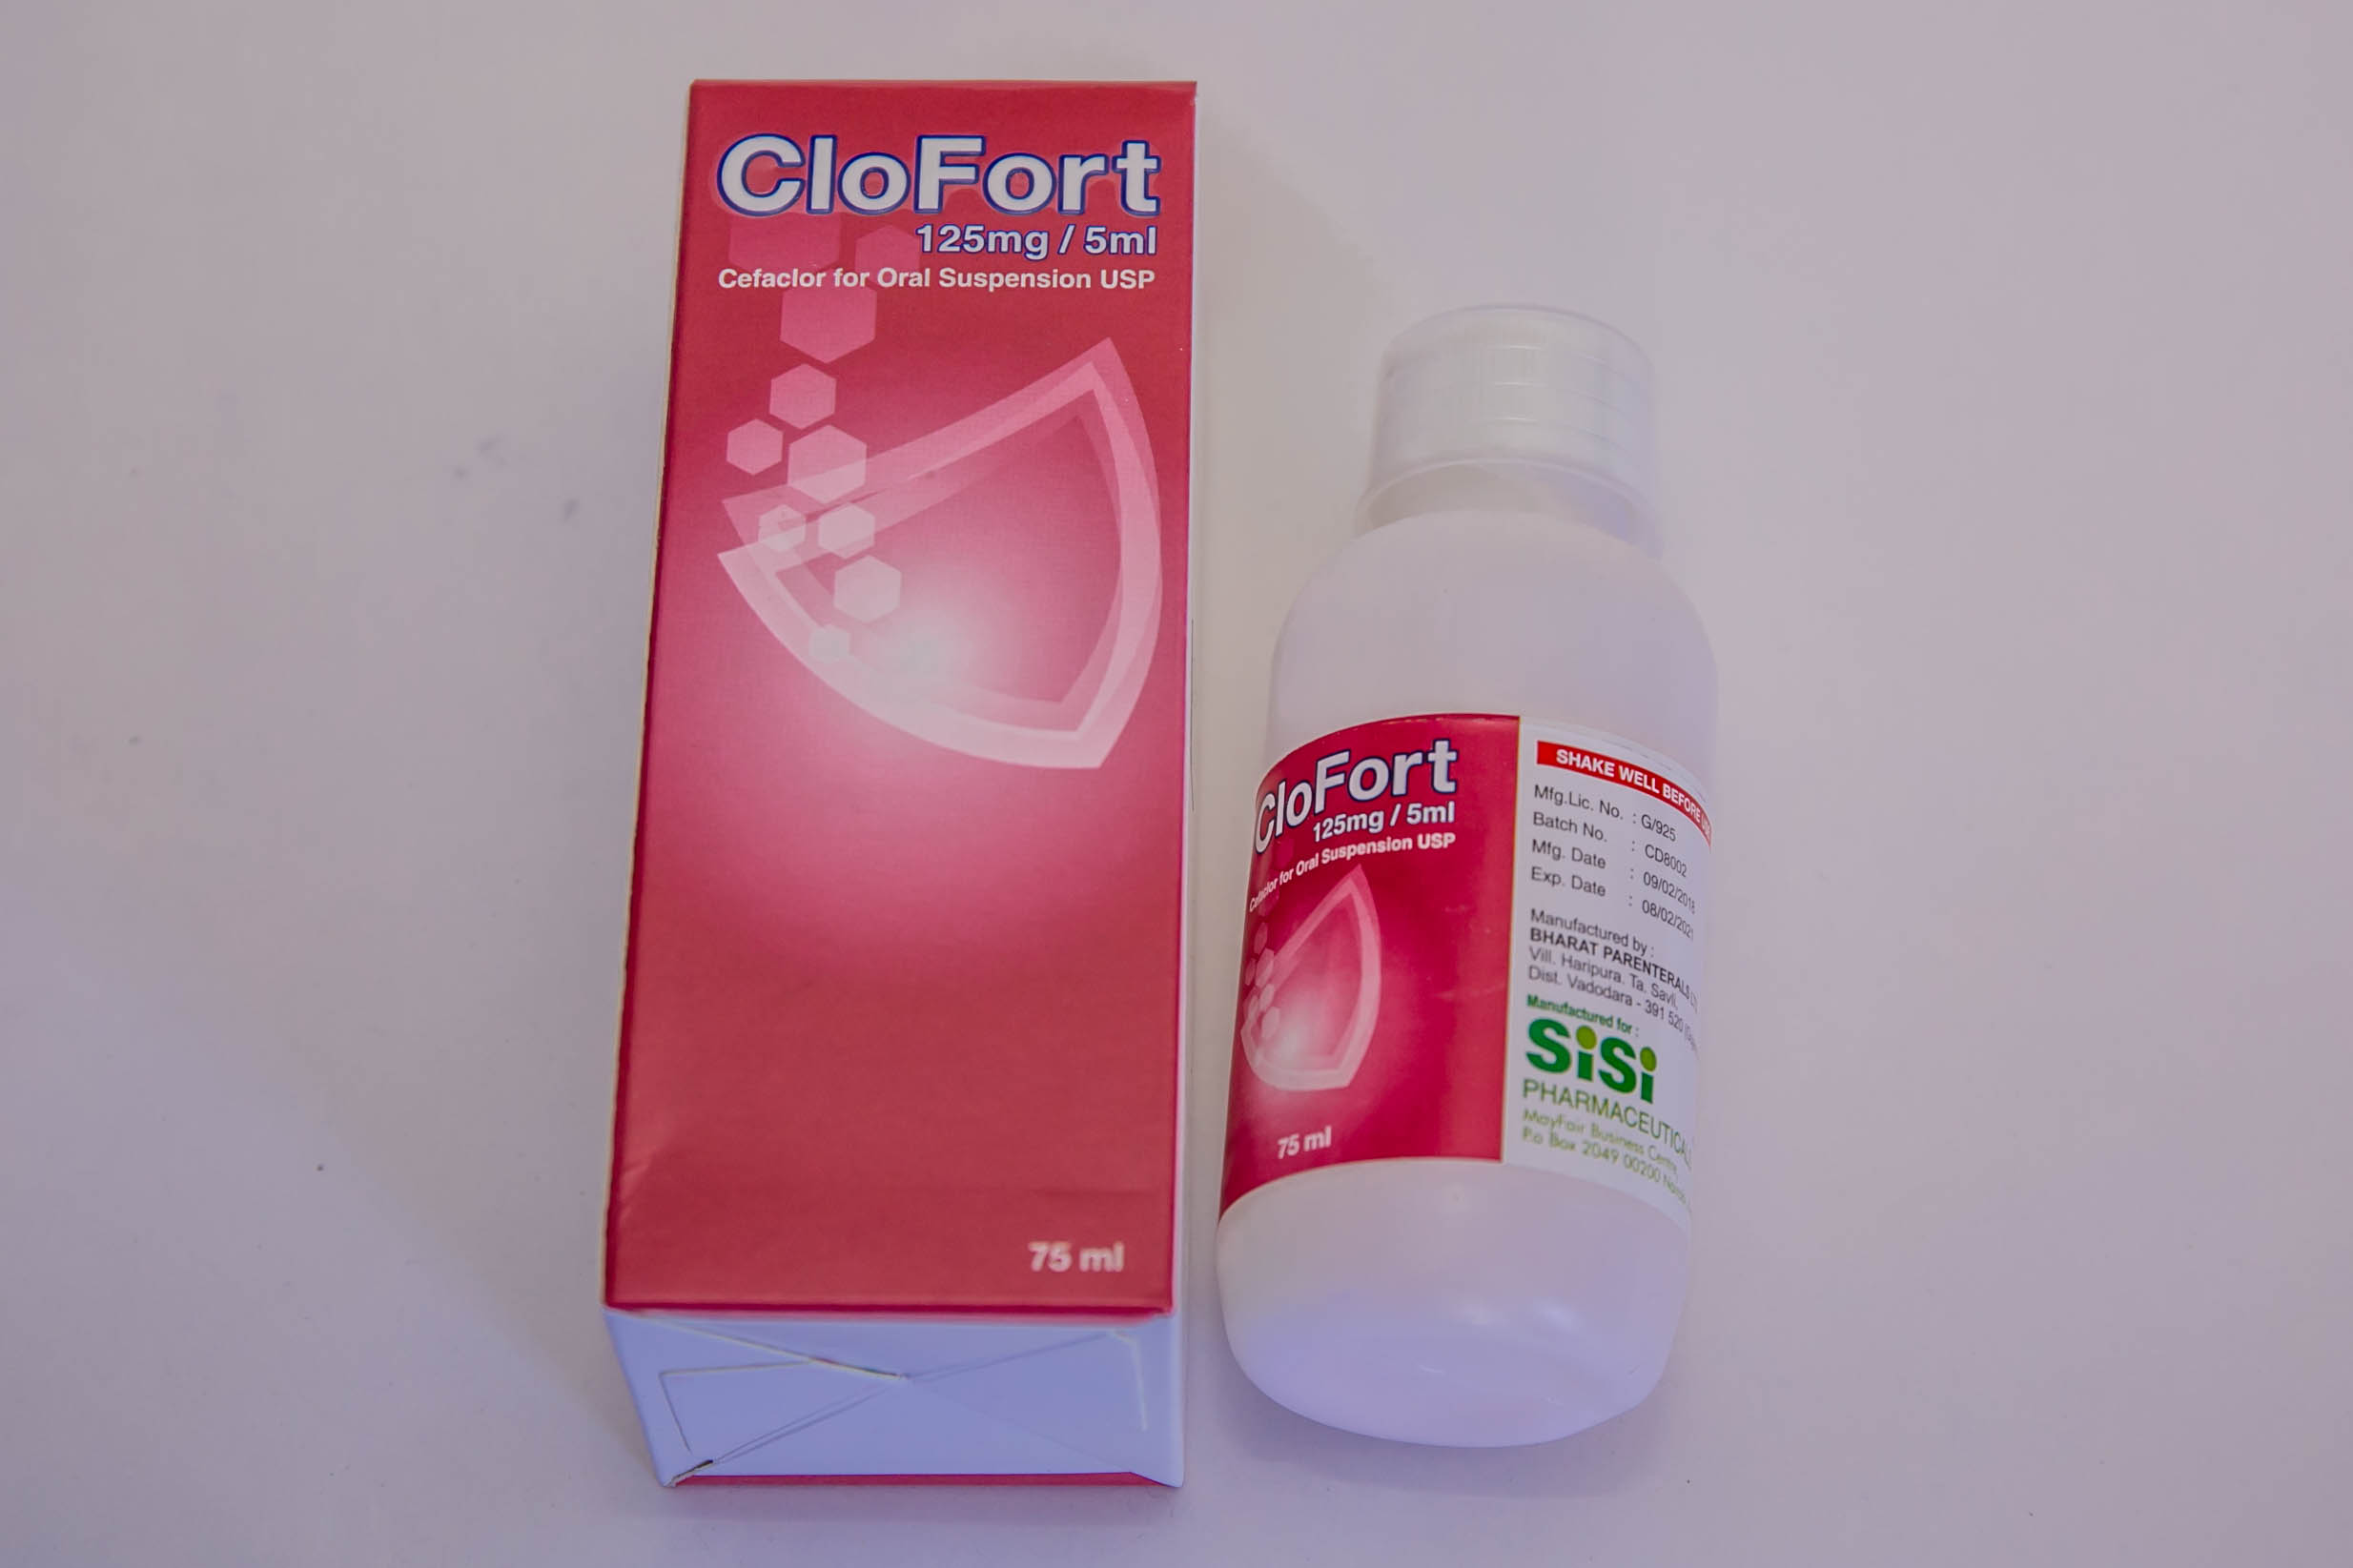 CloFort
125mg / 5ml
Cefaclor for Oral Suspension USP
75 ml
CloFort
125mg / 5ml
Cefaclor for Oral Suspension USP
75 ml
SHAKE WELL BEFORE
Mfg.Lic. No. : G/925
Batch No. : CD8002
Mfg. Date : 09/02/2018
Exp. Date : 08/02/2021
Manufactured by :
BHARAT PARENTERALS
Vill. Haripura, Ta. Savli,
Dist. Vadodara - 391 520
Manufactured for :
SiSi
PHARMACEUTICALS
MayFair Business Centre,
P.o Box 2049 00200